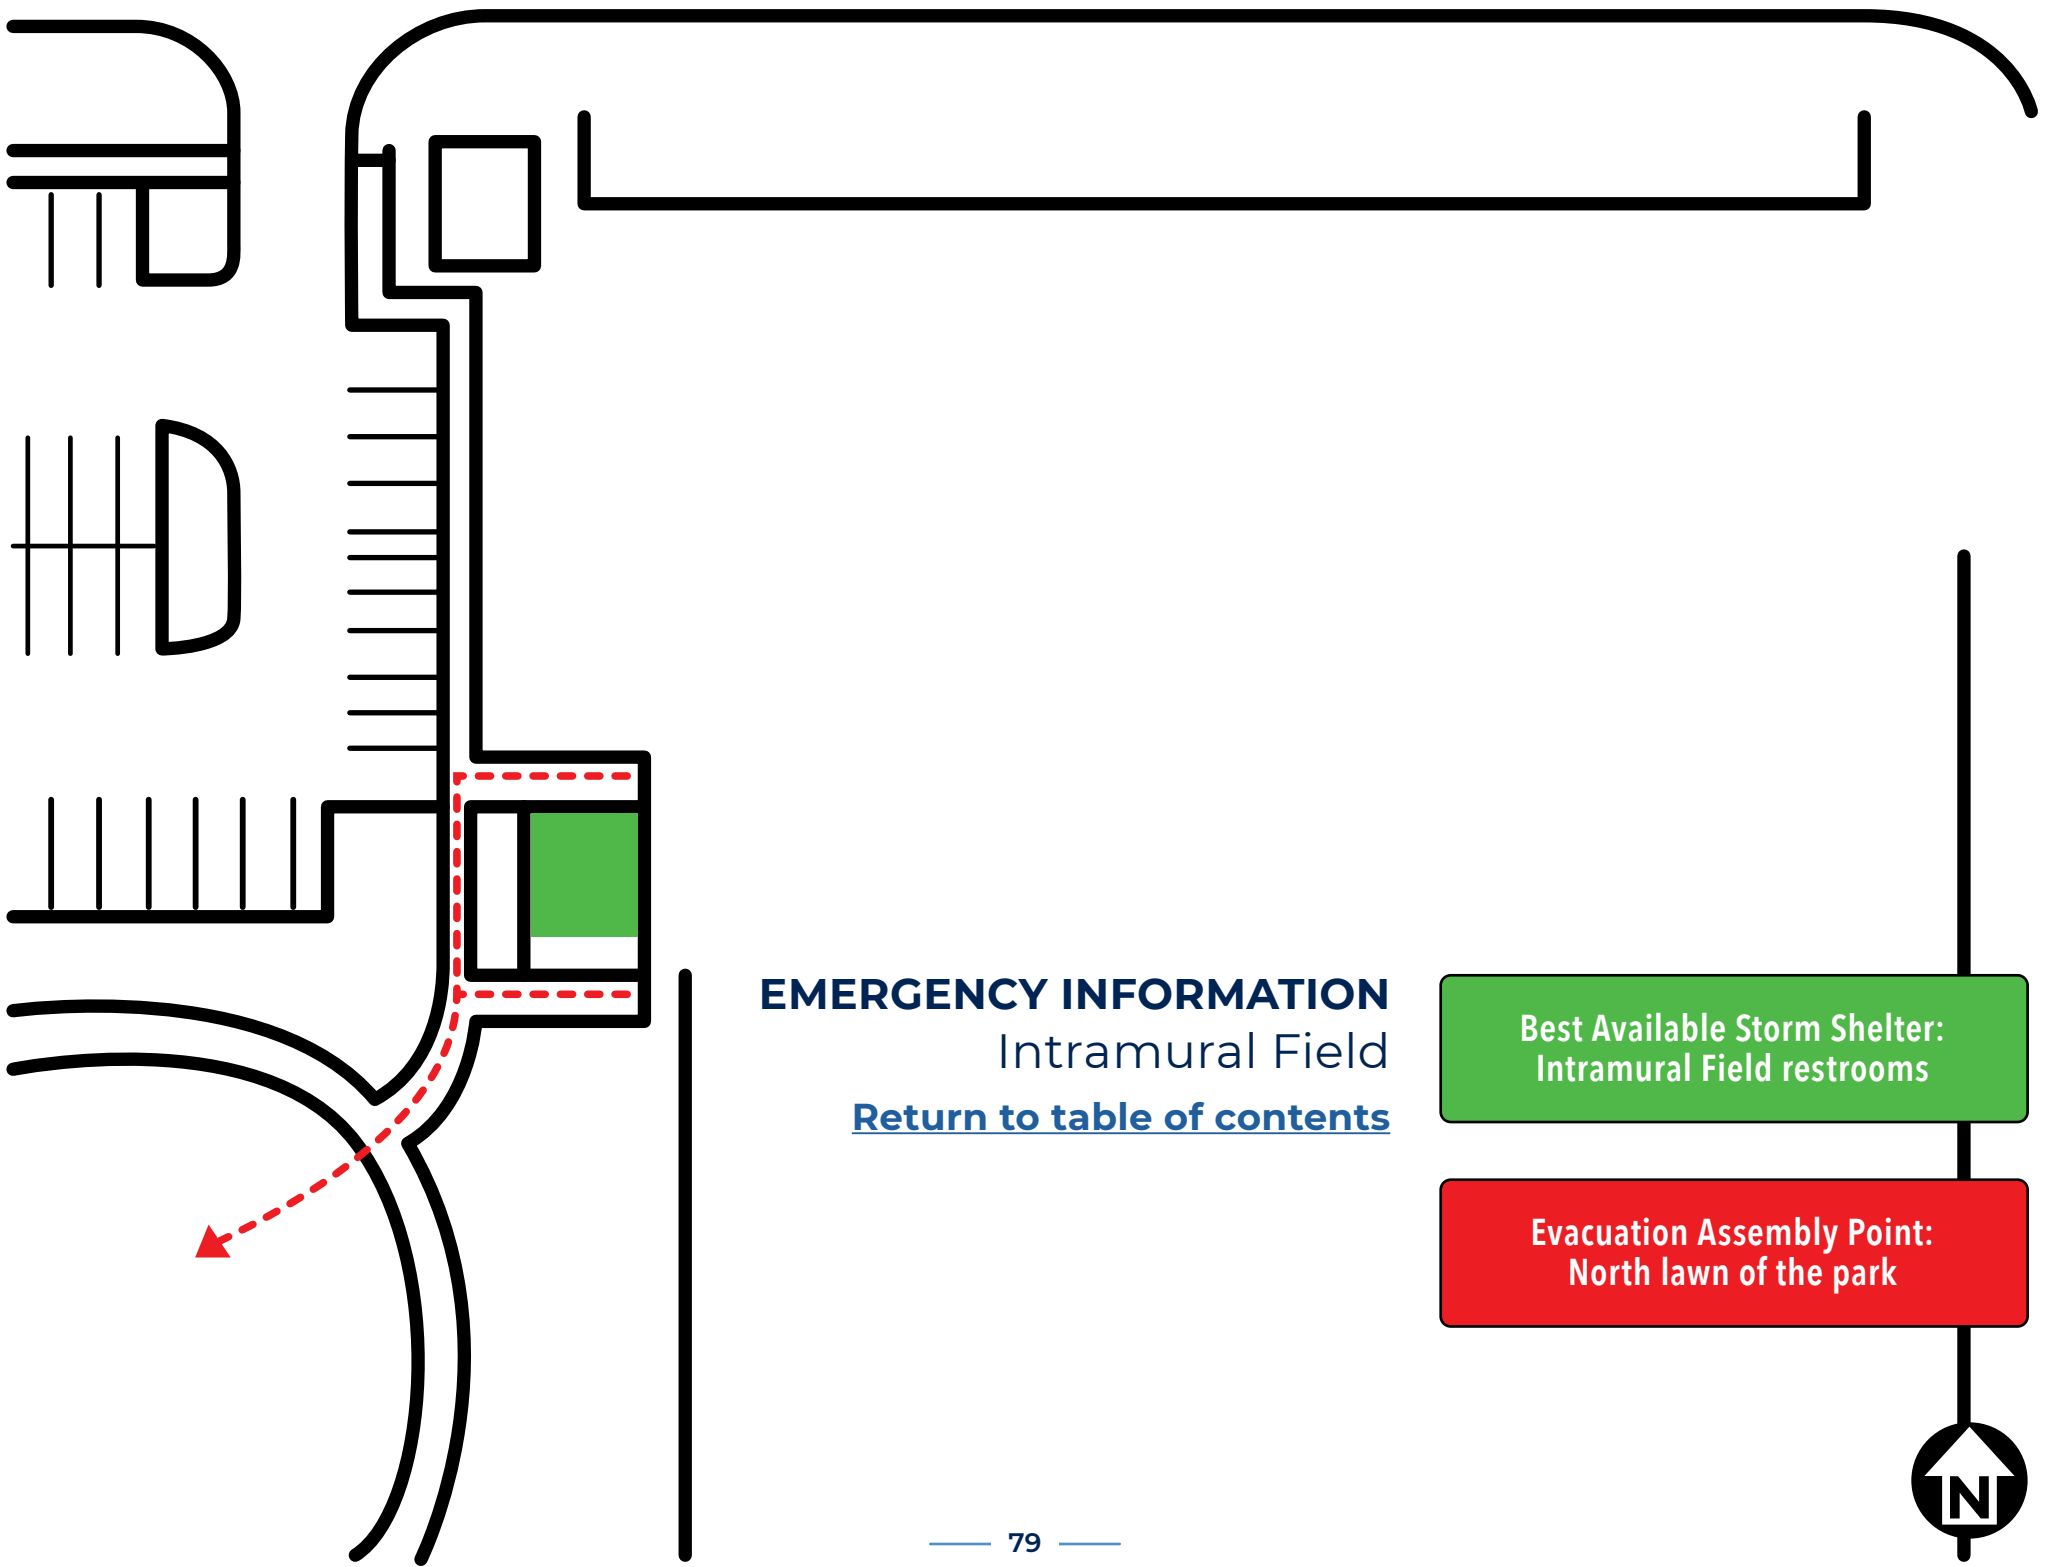 EMERGENCY INFORMATION
Intramural Field
Return to table of contents
Best Available Storm Shelter:
Intramural Field restrooms
Evacuation Assembly Point:
North lawn of the park
N
79